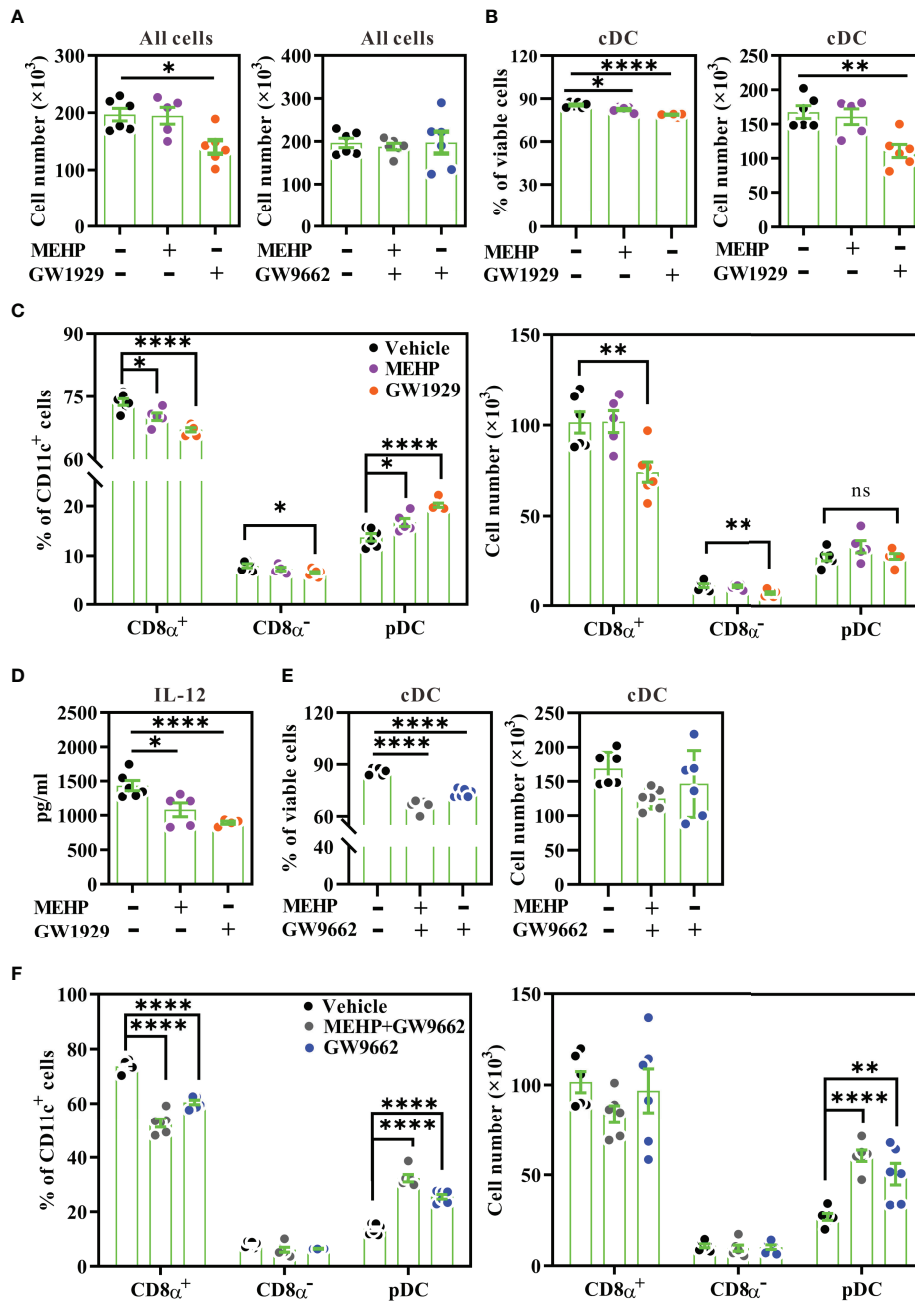 A
All cells
All cells
*
Cell number (×10³)
300
200
100
0
Cell number (×10³)
400
300
200
100
0
MEHP - + -
GW1929 - - +
MEHP - + -
GW9662 - + +
B
cDC
cDC
****
*
**
% of viable cells
120
90
60
30
0
Cell number (×10³)
250
200
150
100
50
0
MEHP - + -
GW1929 - - +
MEHP - + -
GW1929 - - +
C
% of CD11c⁺ cells
90
75
60
20
10
0
****
*
*
****
*
Vehicle
MEHP
GW1929
CD8α⁺ CD8α⁻ pDC
Cell number (×10³)
150
100
50
0
**
**
ns
CD8α⁺ CD8α⁻ pDC
D
IL-12
pg/ml
2500
2000
1500
1000
500
0
****
*
MEHP - + -
GW1929 - - +
E
cDC
cDC
% of viable cells
120
90
60
40
20
0
****
****
Cell number (×10³)
250
200
150
100
50
0
MEHP - + -
GW9662 - + +
MEHP - + -
GW9662 - + +
F
% of CD11c⁺ cells
100
80
60
40
20
0
****
****
****
****
Vehicle
MEHP+GW9662
GW9662
CD8α⁺ CD8α⁻ pDC
Cell number (×10³)
150
100
50
0
**
****
CD8α⁺ CD8α⁻ pDC